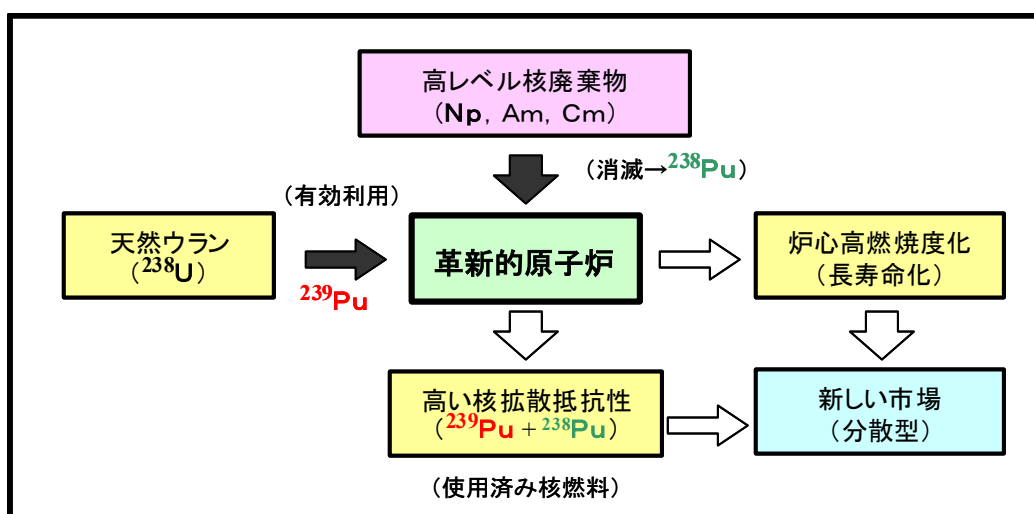 高レベル核廃棄物
（Np, Am, Cm）
（消滅→²³⁸Pu）
（有効利用）
天然ウラン
（²³⁸U）
²³⁹Pu
革新的原子炉
炉心高燃焼度化
（長寿命化）
高い核拡散抵抗性
（²³⁹Pu + ²³⁸Pu）
新しい市場
（分散型）
（使用済み核燃料）